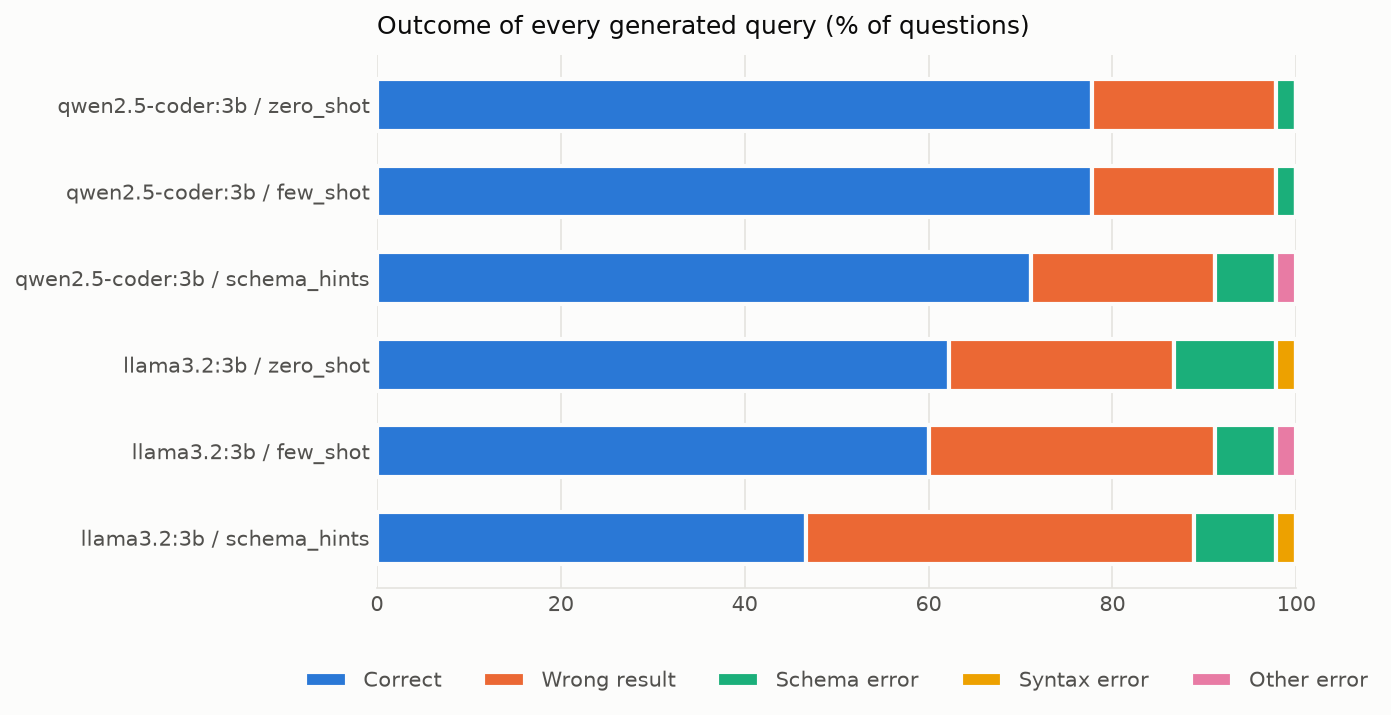 Outcome of every generated query (% of questions)
qwen2.5-coder:3b / zero_shot
qwen2.5-coder:3b / few_shot
qwen2.5-coder:3b / schema_hints
llama3.2:3b / zero_shot
llama3.2:3b / few_shot
llama3.2:3b / schema_hints
0 20 40 60 80 100
Correct Wrong result Schema error Syntax error Other error